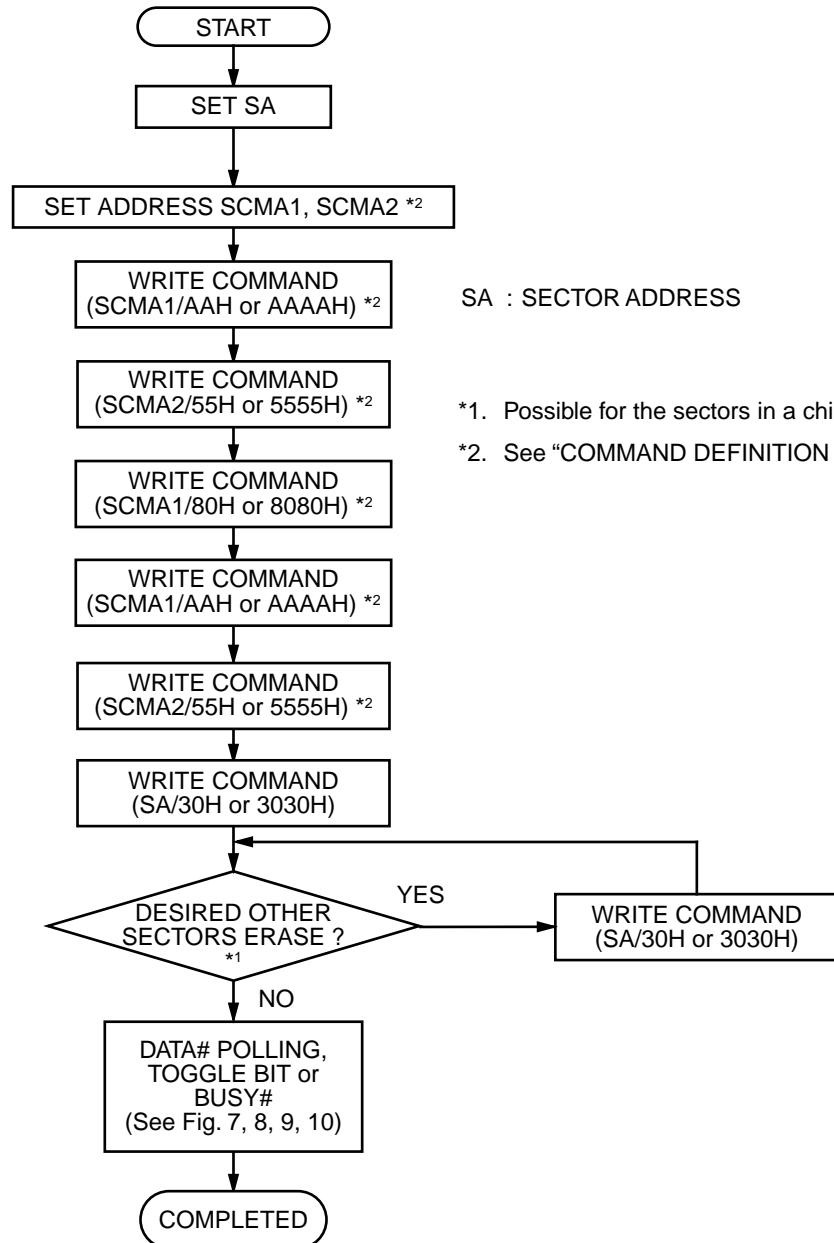 START
SET SA
SET ADDRESS SCMA1, SCMA2 *2
WRITE COMMAND
(SCMA1/AAH or AAAAH) *2
SA : SECTOR ADDRESS
WRITE COMMAND
(SCMA2/55H or 5555H) *2
*1. Possible for the sectors in a chi
*2. See “COMMAND DEFINITION
WRITE COMMAND
(SCMA1/80H or 8080H) *2
WRITE COMMAND
(SCMA1/AAH or AAAAH) *2
WRITE COMMAND
(SCMA2/55H or 5555H) *2
WRITE COMMAND
(SA/30H or 3030H)
DESIRED OTHER
SECTORS ERASE ?
*1
YES
WRITE COMMAND
(SA/30H or 3030H)
NO
DATA# POLLING,
TOGGLE BIT or
BUSY#
(See Fig. 7, 8, 9, 10)
COMPLETED